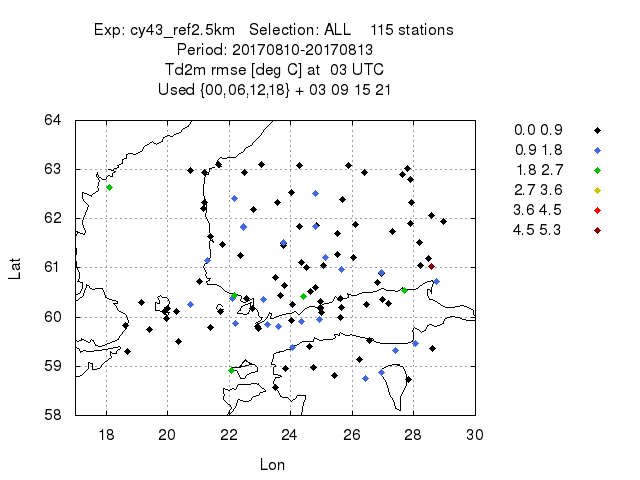 Exp: cy43_ref2.5km Selection: ALL 115 stations
Period: 20170810-20170813
Td2m rmse [deg C] at 03 UTC
Used {00,06,12,18} + 03 09 15 21
64
63
62
61
60
59
58
Lat
18 20 22 24 26 28 30
Lon
0.0 0.9
0.9 1.8
1.8 2.7
2.7 3.6
3.6 4.5
4.5 5.3